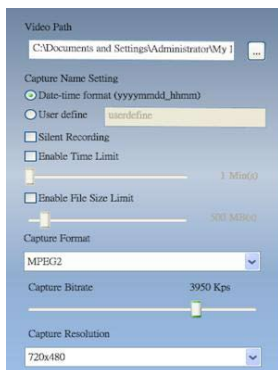 Video Path
C:\Documents and Settings\Administrator\My I
...
Capture Name Setting
Date-time format (yyyymmdd_hhmm)
User define userdefine
Silent Recording
Enable Time Limit
1 Min(s)
Enable File Size Limit
500 MB(s)
Capture Format
MPEG2
Capture Bitrate 3950 Kps
Capture Resolution
720x480